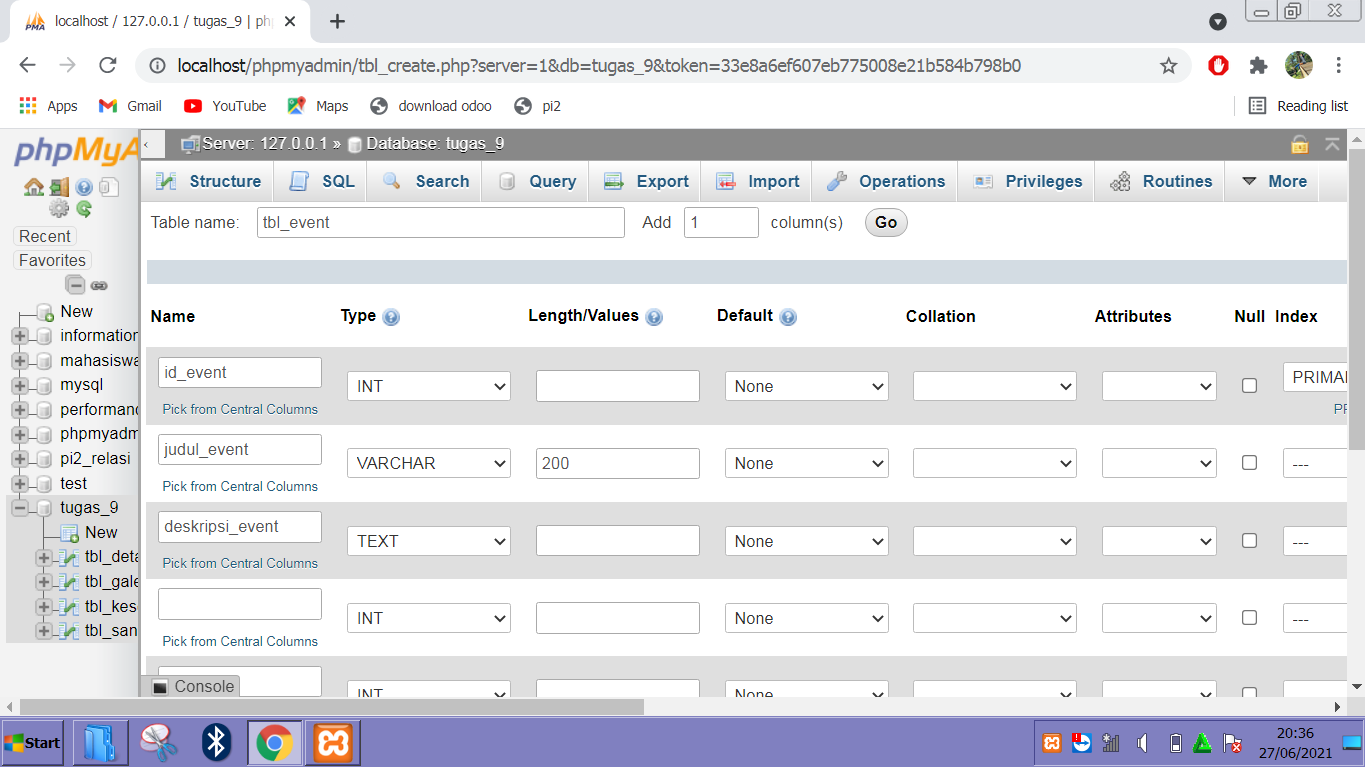 localhost / 127.0.0.1 / tugas_9 | ph
localhost/phpmyadmin/tbl_create.php?server=1&db=tugas_9&token=33e8a6ef607eb775008e21b584b798b0
Apps Gmail YouTube Maps download odoo pi2 Reading list
phpMyA
Server: 127.0.0.1 » Database: tugas_9
Structure SQL Search Query Export Import Operations Privileges Routines More
Table name: tbl_event Add 1 column(s) Go
Recent
Favorites
New
information
mahasiswa
mysql
performanc
phpmyadm
pi2_relasi
test
tugas_9
New
tbl_deta
tbl_gale
tbl_kes
tbl_san
Name Type Length/Values Default Collation Attributes Null Index
id_event INT None PRIMA
Pick from Central Columns PR
judul_event VARCHAR 200 None ---
Pick from Central Columns
deskripsi_event TEXT None ---
Pick from Central Columns
INT None ---
Pick from Central Columns
INT None
Console
Start
20:36
27/06/2021